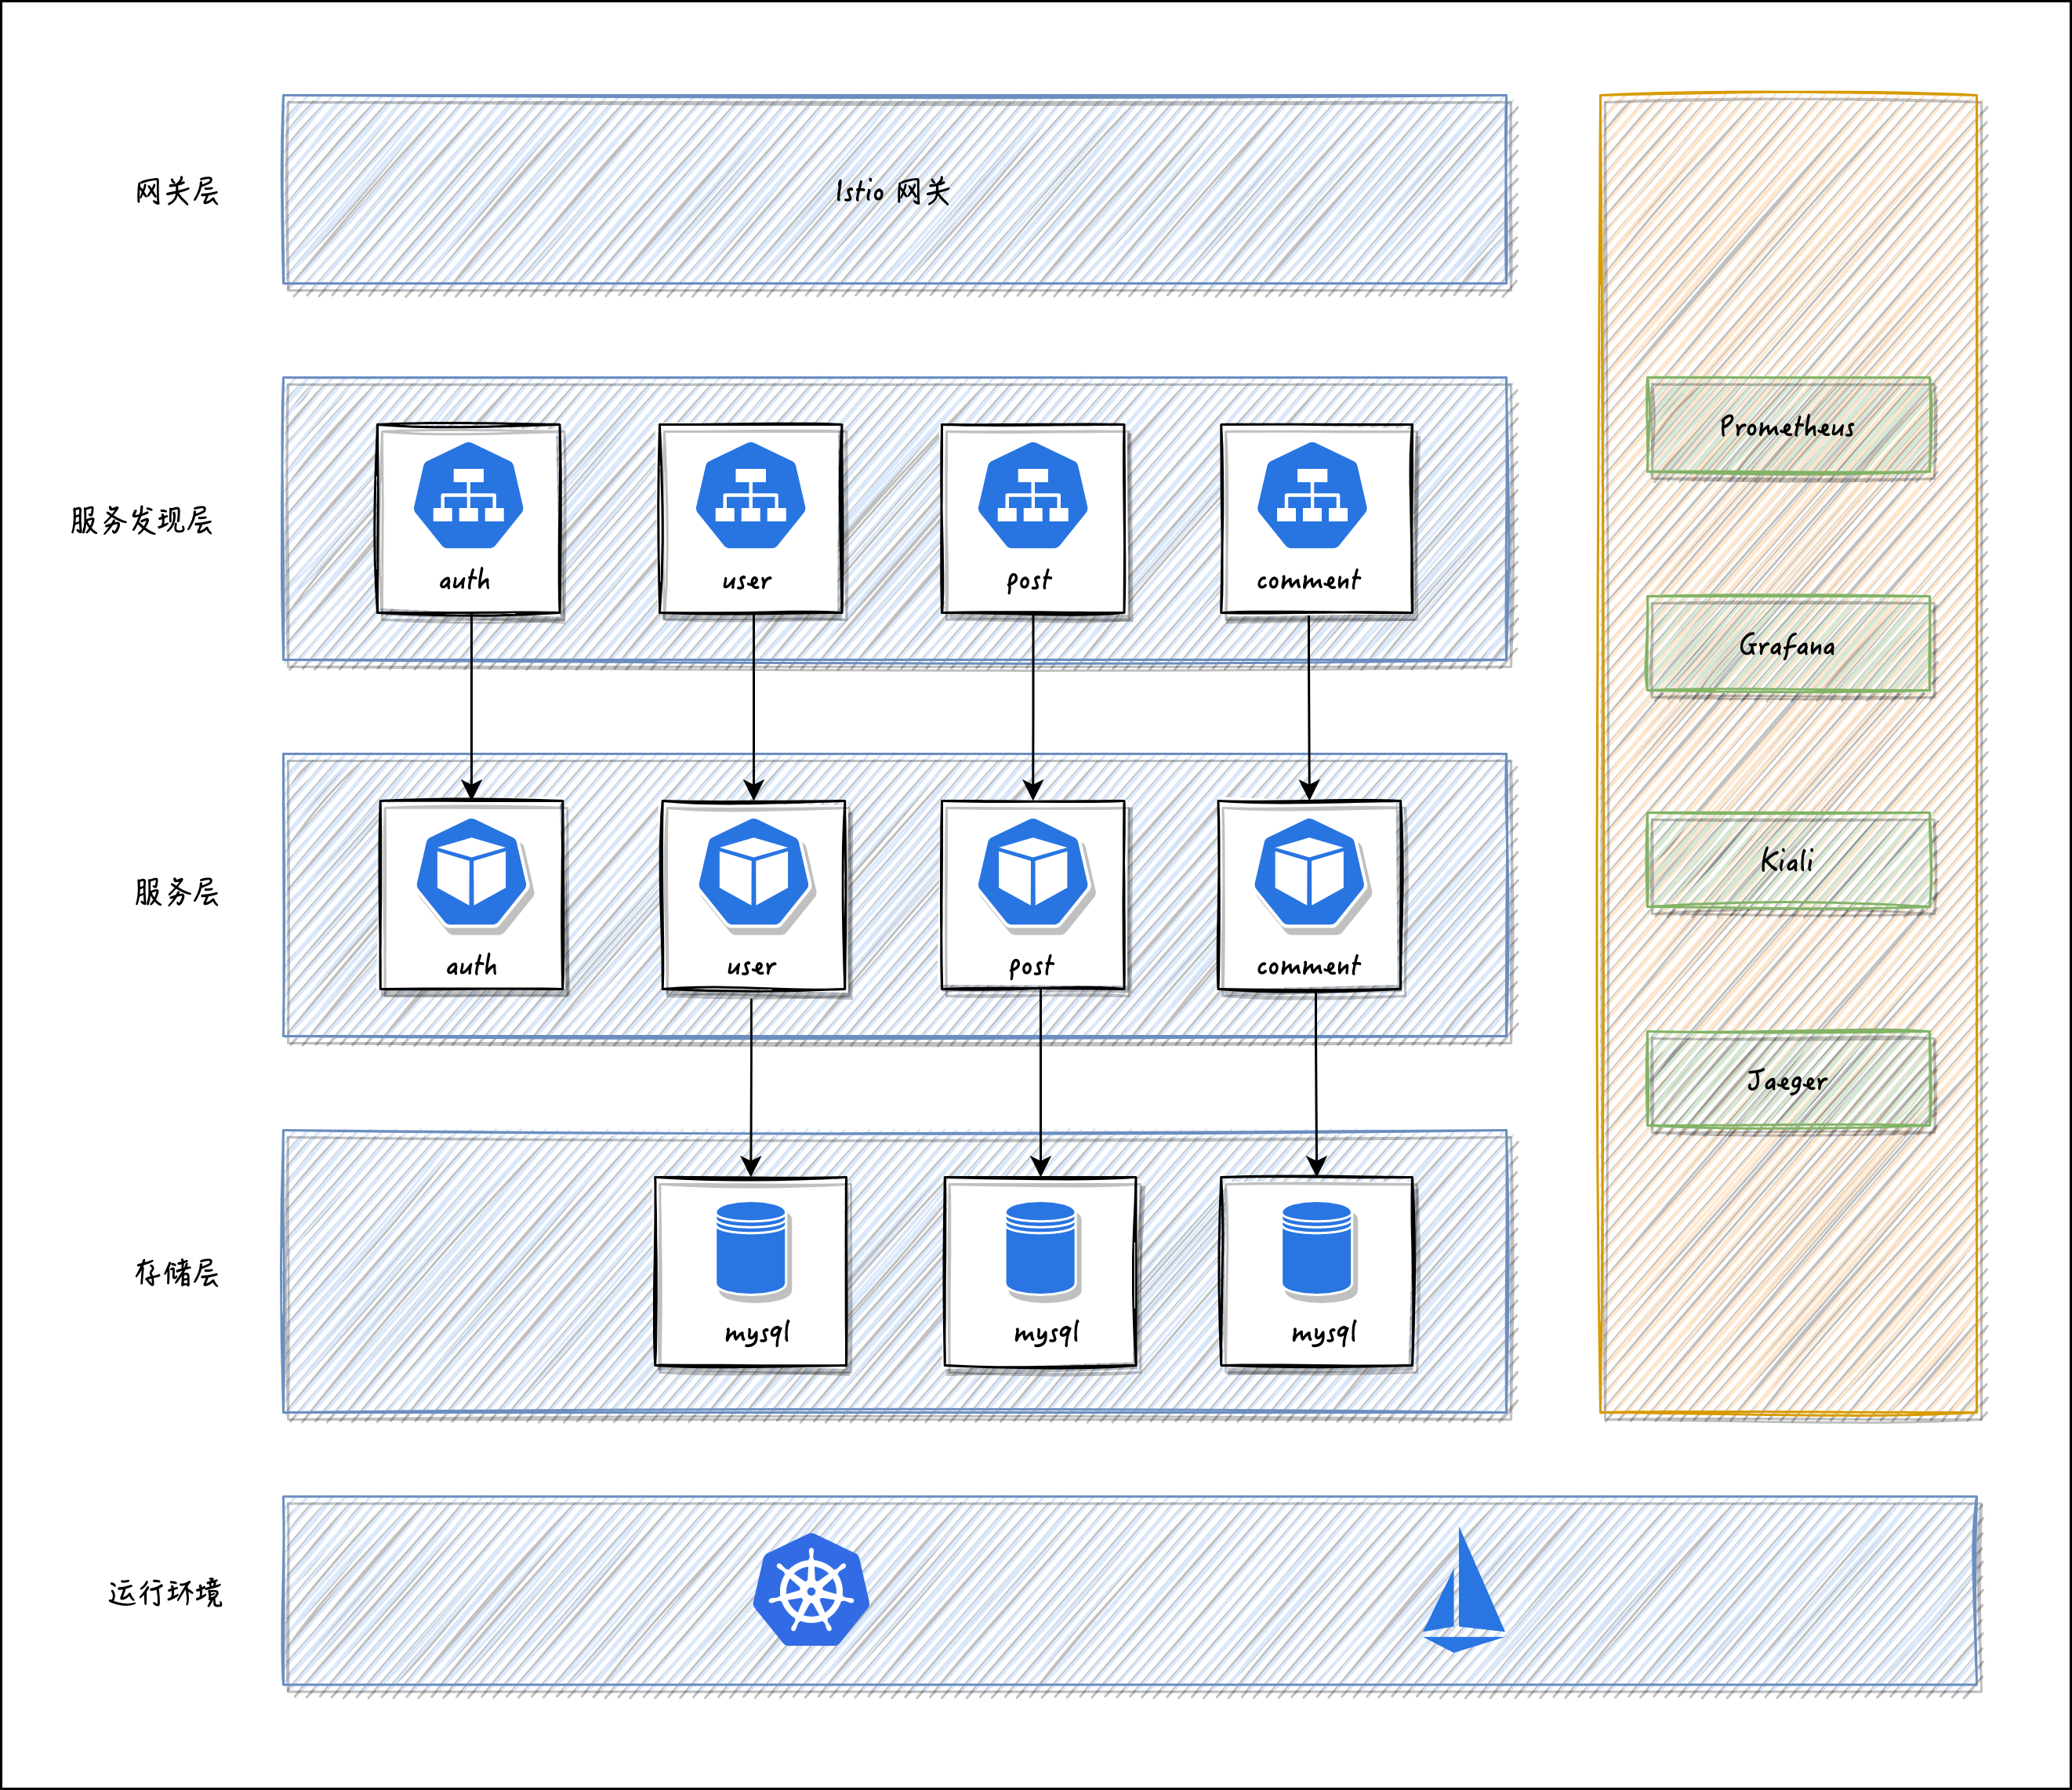 网关层
Istio 网关
服务发现层
auth
user
post
comment
服务层
auth
user
post
comment
存储层
mysql
mysql
mysql
运行环境
Prometheus
Grafana
Kiali
Jaeger